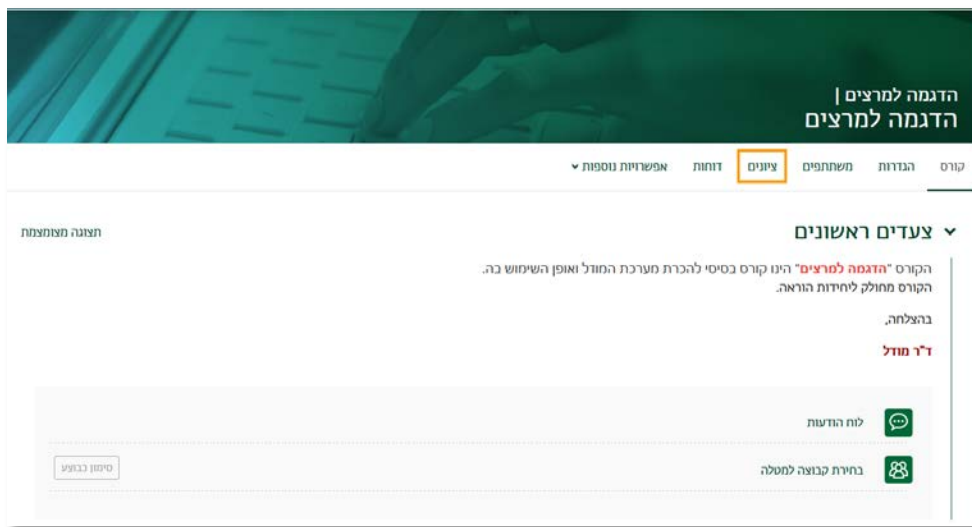 הדגמה למרצים |
הדגמה למרצים
קורס הגדרות משתתפים ציונים דוחות אפשרויות נוספות
צעדים ראשונים
תצוגה מצומצמת
הקורס "הדגמה למרצים" הינו קורס בסיסי להכרת מערכת המודל ואופן השימוש בה.
הקורס מחולק ליחידות הוראה.
בהצלחה,
ד"ר מודל
לוח הודעות
בחירת קבוצה למטלה
סימון כבוצע